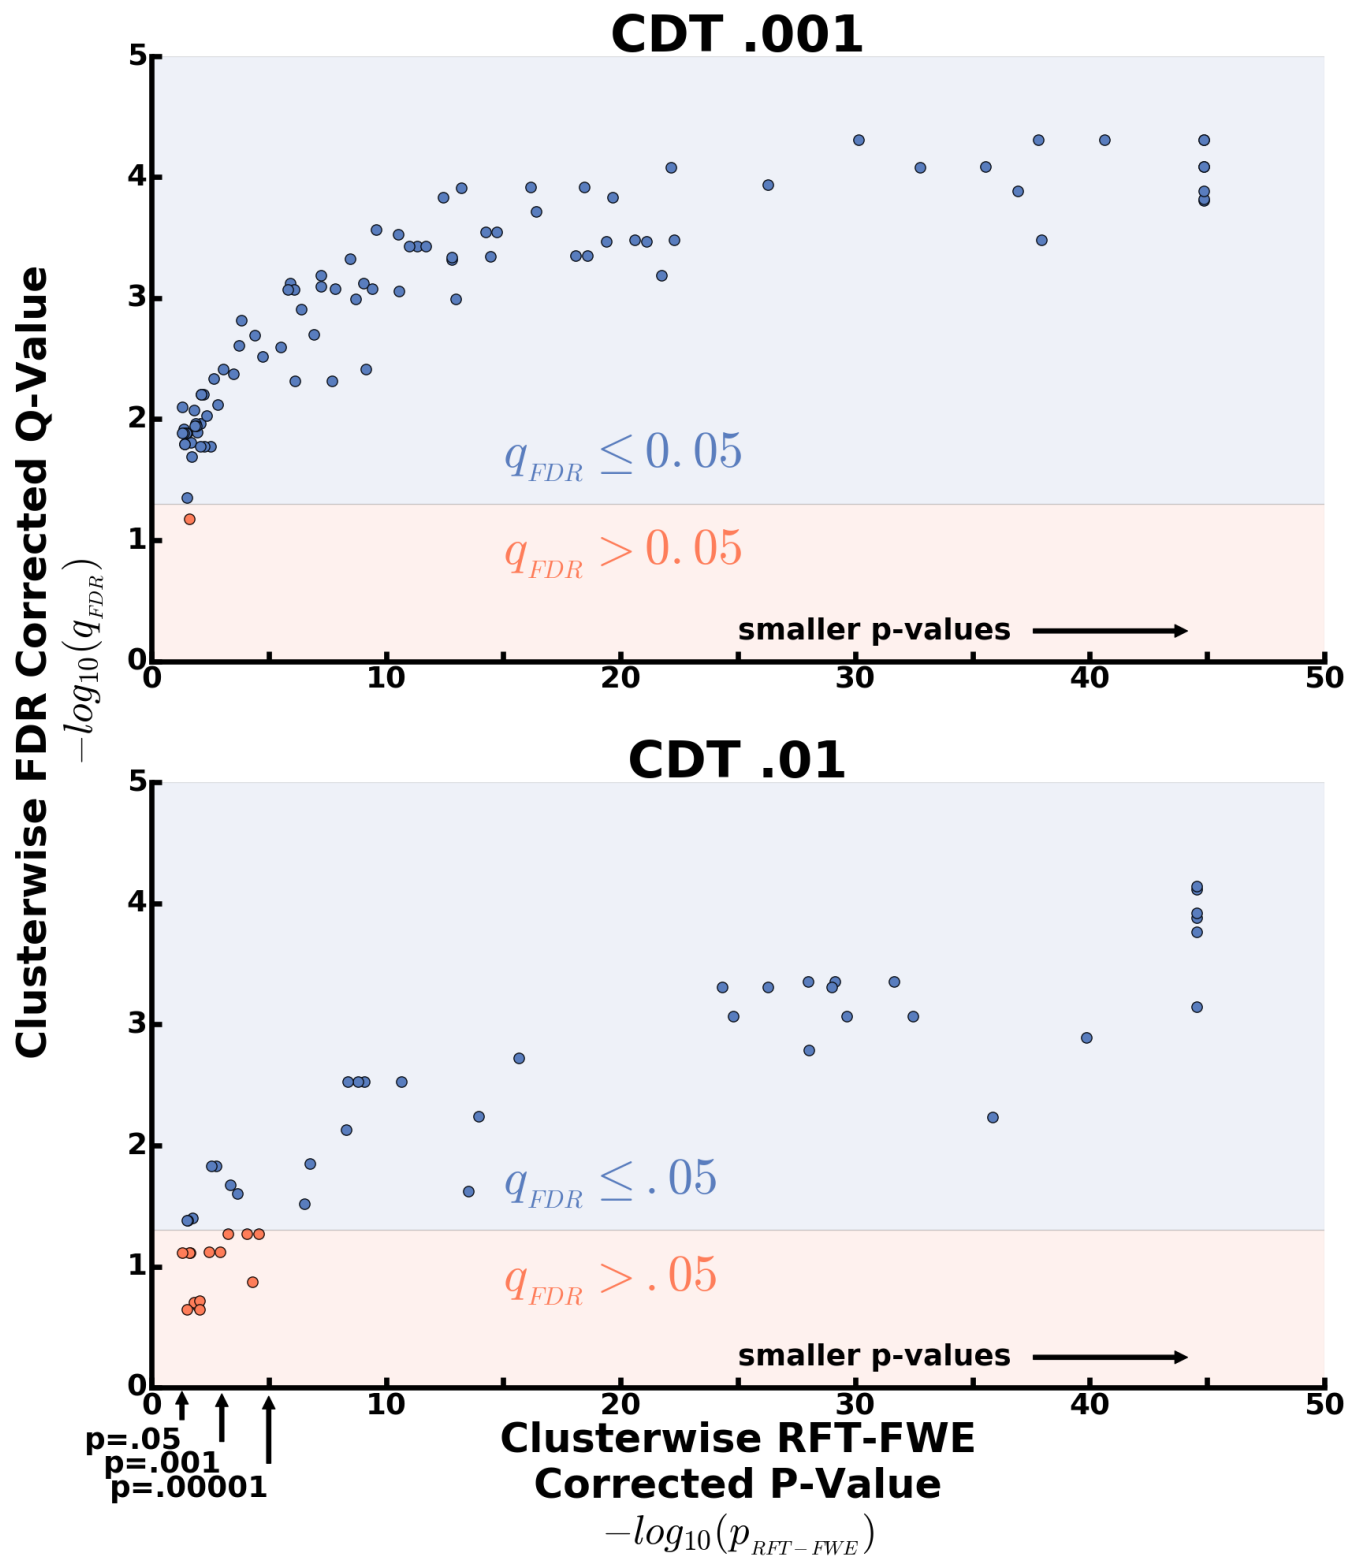 CDT .001
5
4
3
2
1
0
q_FDR ≤ 0.05
q_FDR > 0.05
smaller p-values
0 10 20 30 40 50
Clusterwise FDR Corrected Q-Value
−log10(q_FDR)
CDT .01
5
4
3
2
1
0
q_FDR ≤ .05
q_FDR > .05
smaller p-values
0 10 20 30 40 50
p=.05
p=.001
p=.00001
Clusterwise RFT-FWE
Corrected P-Value
−log10(p_RFT−FWE)